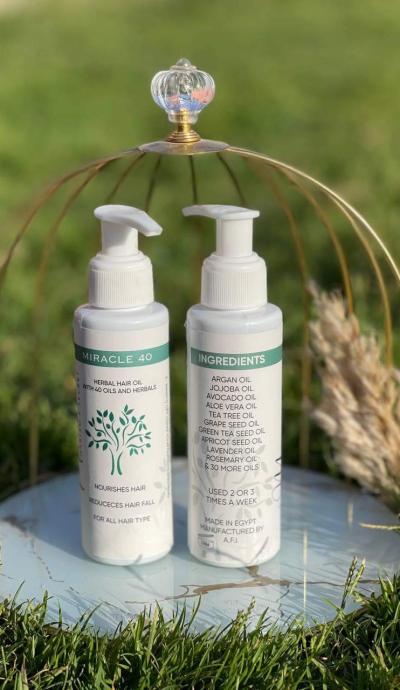 MIRACLE 40
HERBAL HAIR OIL
WITH 40 OILS AND HERBALS
NOURISHES HAIR
REDUCECES HAIR FALL
FOR ALL HAIR TYPE
INGREDIENTS
ARGAN OIL
JOJOBA OIL
AVOCADO OIL
ALOE VERA OIL
TEA TREE OIL
GRAPE SEED OIL
GREEN TEA SEED OIL
APRICOT SEED OIL
LAVENDER OIL
ROSEMARY OIL
& 30 MORE OILS
USED 2 OR 3
TIMES A WEEK
MADE IN EGYPT
MANUFACTURED BY
A.F.I.